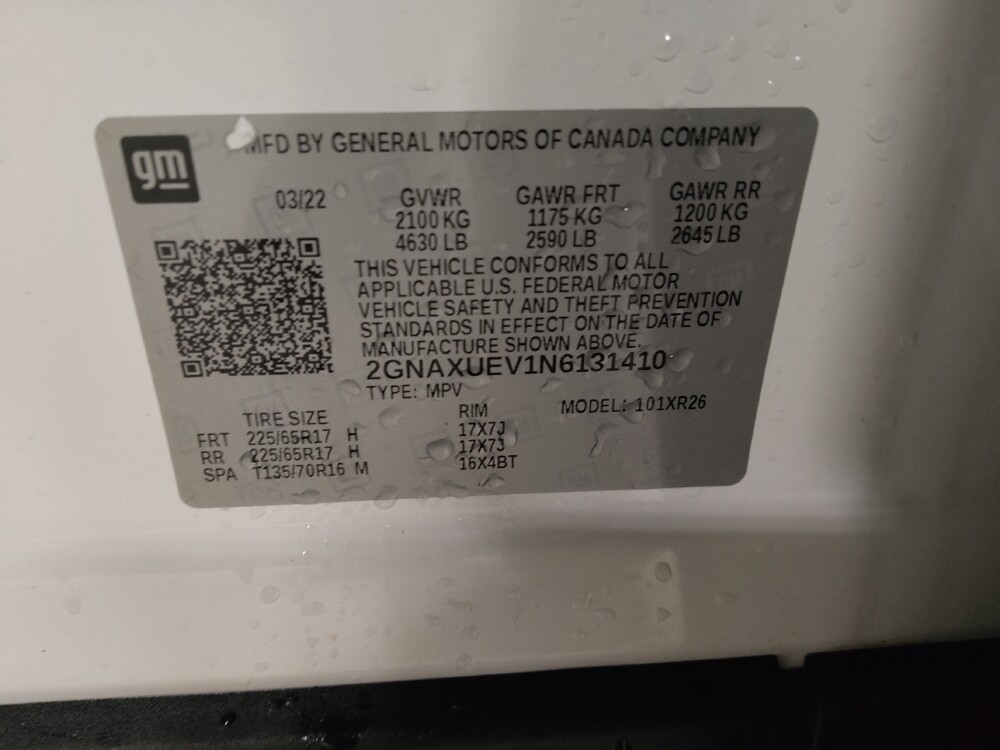 gm
MFD BY GENERAL MOTORS OF CANADA COMPANY
03/22 GVWR GAWR FRT GAWR RR
2100 KG 1175 KG 1200 KG
4630 LB 2590 LB 2645 LB
THIS VEHICLE CONFORMS TO ALL
APPLICABLE U.S. FEDERAL MOTOR
VEHICLE SAFETY AND THEFT PREVENTION
STANDARDS IN EFFECT ON THE DATE OF
MANUFACTURE SHOWN ABOVE.
2GNAXUEV1N6131410
TYPE: MPV
TIRE SIZE RIM MODEL: 101XR26
FRT 225/65R17 H 17X7J
RR 225/65R17 H 17X7J
SPA T135/70R16 M 16X4BT